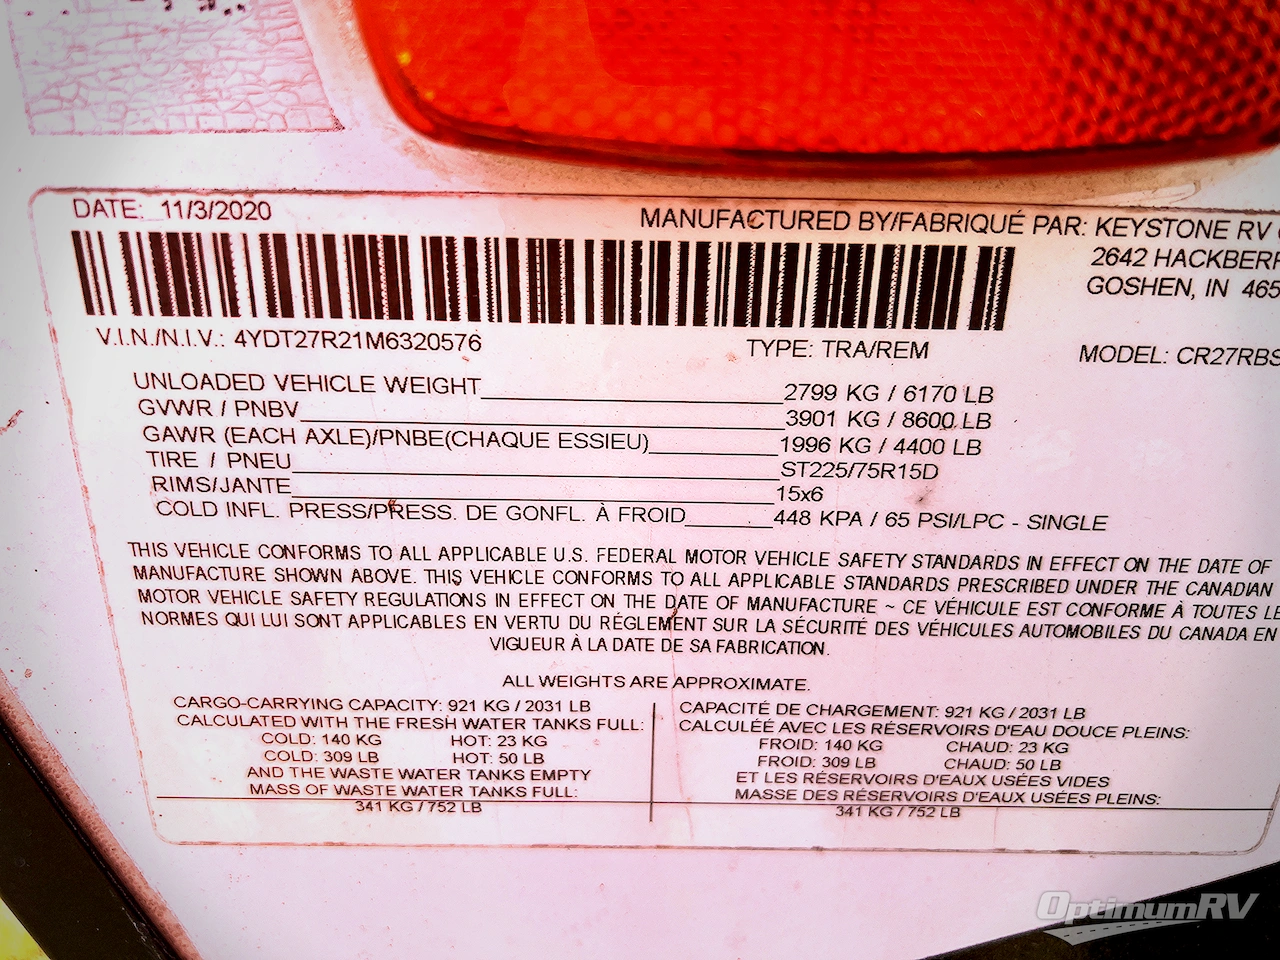 DATE: 11/3/2020
MANUFACTURED BY/FABRIQUÉ PAR: KEYSTONE RV
2642 HACKBER
GOSHEN, IN 465
V.I.N./N.I.V.: 4YDT27R21M6320576
TYPE: TRA/REM
MODEL: CR27RBS
UNLOADED VEHICLE WEIGHT 2799 KG / 6170 LB
GVWR / PNBV 3901 KG / 8600 LB
GAWR (EACH AXLE)/PNBE(CHAQUE ESSIEU) 1996 KG / 4400 LB
TIRE / PNEU ST225/75R15D
RIMS/JANTE 15x6
COLD INFL. PRESS/PRESS. DE GONFL. À FROID 448 KPA / 65 PSI/LPC - SINGLE
THIS VEHICLE CONFORMS TO ALL APPLICABLE U.S. FEDERAL MOTOR VEHICLE SAFETY STANDARDS IN EFFECT ON THE DATE OF
MANUFACTURE SHOWN ABOVE. THIS VEHICLE CONFORMS TO ALL APPLICABLE STANDARDS PRESCRIBED UNDER THE CANADIAN
MOTOR VEHICLE SAFETY REGULATIONS IN EFFECT ON THE DATE OF MANUFACTURE ~ CE VÉHICULE EST CONFORME À TOUTES LE
NORMES QUI LUI SONT APPLICABLES EN VERTU DU RÉGLEMENT SUR LA SÉCURITÉ DES VÉHICULES AUTOMOBILES DU CANADA EN
VIGUEUR À LA DATE DE SA FABRICATION.
ALL WEIGHTS ARE APPROXIMATE.
CARGO-CARRYING CAPACITY: 921 KG / 2031 LB
CALCULATED WITH THE FRESH WATER TANKS FULL:
COLD: 140 KG HOT: 23 KG
COLD: 309 LB HOT: 50 LB
AND THE WASTE WATER TANKS EMPTY
MASS OF WASTE WATER TANKS FULL:
341 KG / 752 LB
CAPACITÉ DE CHARGEMENT: 921 KG / 2031 LB
CALCULÉE AVEC LES RÉSERVOIRS D'EAU DOUCE PLEINS:
FROID: 140 KG CHAUD: 23 KG
FROID: 309 LB CHAUD: 50 LB
ET LES RÉSERVOIRS D'EAUX USÉES VIDES
MASSE DES RÉSERVOIRS D'EAUX USÉES PLEINS:
341 KG / 752 LB
OptimumRV